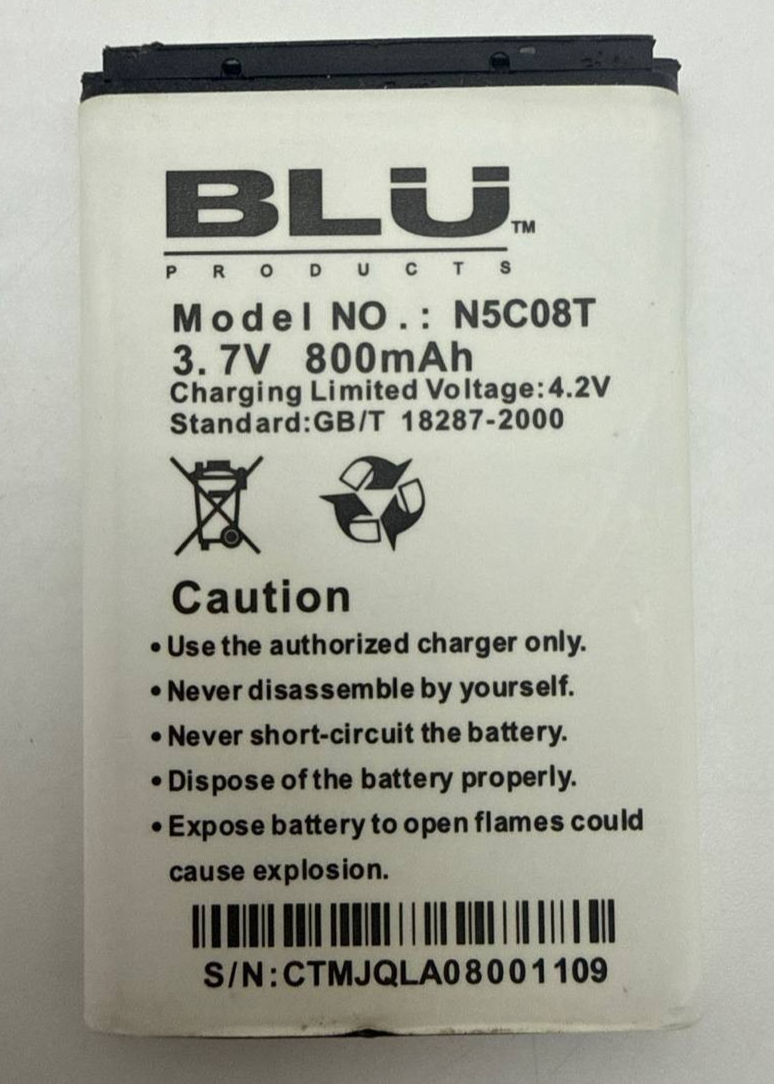 BLU™
PRODUCTS
Model NO.: N5C08T
3.7V 800mAh
Charging Limited Voltage:4.2V
Standard:GB/T 18287-2000
Caution
• Use the authorized charger only.
• Never disassemble by yourself.
• Never short-circuit the battery.
• Dispose of the battery properly.
• Expose battery to open flames could
cause explosion.
S/N:CTMJQLA08001109